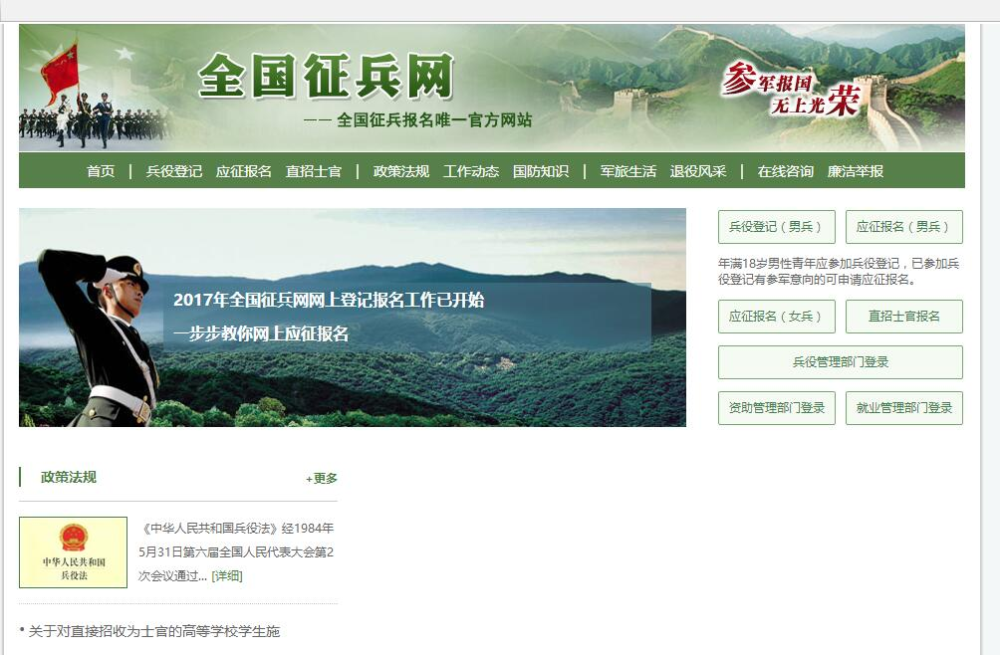 全国征兵网
—— 全国征兵报名唯一官方网站
参军报国
无上光荣
首页 | 兵役登记 应征报名 直招士官 | 政策法规 工作动态 国防知识 | 军旅生活 退役风采 | 在线咨询 廉洁举报
2017年全国征兵网网上登记报名工作已开始
一步步教你网上应征报名
兵役登记（男兵） 应征报名（男兵）
年满18岁男性青年应参加兵役登记，已参加兵
役登记有参军意向的可申请应征报名。
应征报名（女兵） 直招士官报名
兵役管理部门登录
资助管理部门登录 就业管理部门登录
政策法规 +更多
中华人民共和国
兵役法
《中华人民共和国兵役法》经1984年
5月31日第六届全国人民代表大会第2
次会议通过... [详细]
• 关于对直接招收为士官的高等学校学生施